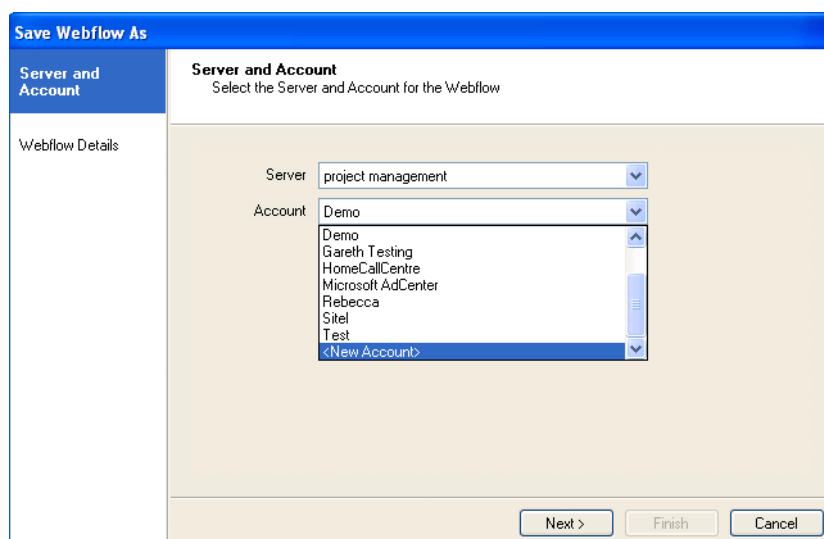 Save Webflow As
Server and
Account
Server and Account
Select the Server and Account for the Webflow
Webflow Details
Server project management
Account Demo
Demo
Gareth Testing
HomeCallCentre
Microsoft AdCenter
Rebecca
Sitel
Test
<New Account>
Next > Finish Cancel